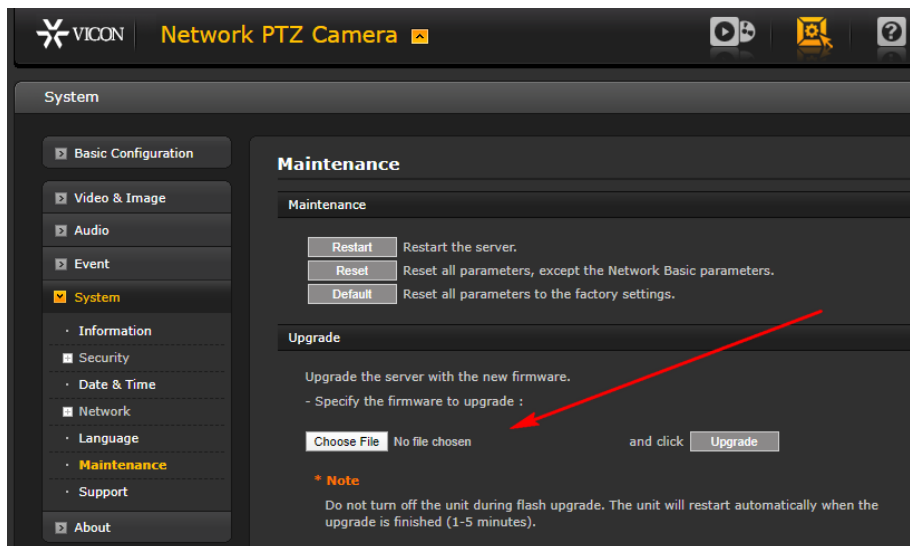 VICON
Network PTZ Camera
System
Basic Configuration
Video & Image
Audio
Event
System
Information
Security
Date & Time
Network
Language
Maintenance
Support
About
Maintenance
Maintenance
Restart Restart the server.
Reset Reset all parameters, except the Network Basic parameters.
Default Reset all parameters to the factory settings.
Upgrade
Upgrade the server with the new firmware.
- Specify the firmware to upgrade :
Choose File No file chosen and click Upgrade
* Note
Do not turn off the unit during flash upgrade. The unit will restart automatically when the
upgrade is finished (1-5 minutes).